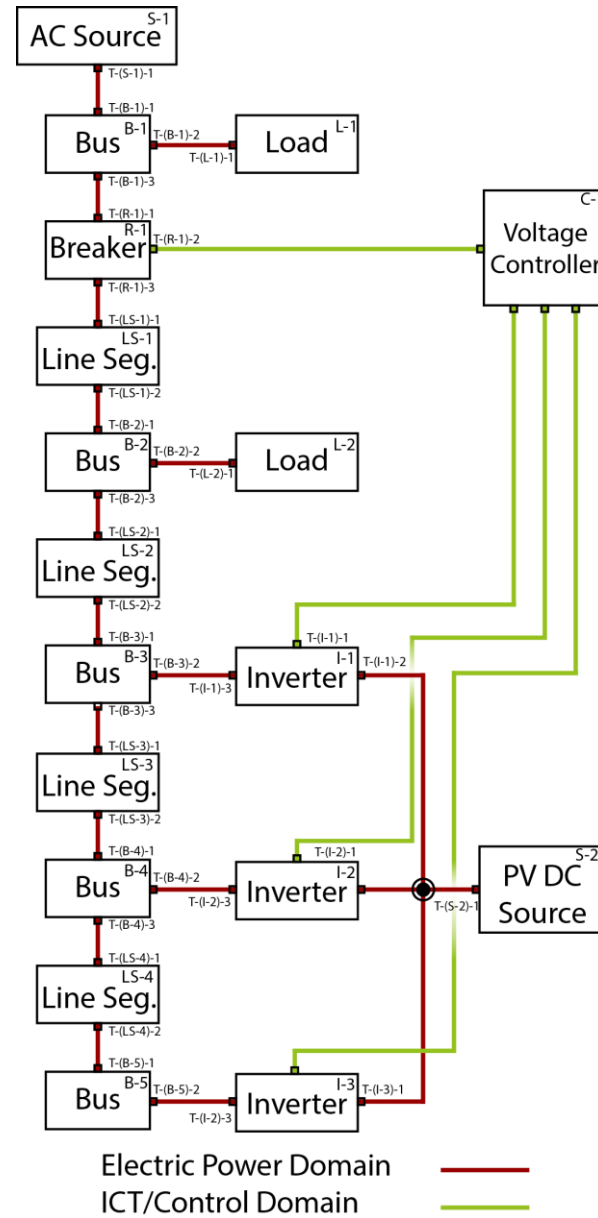 S-1
AC Source
T-(S-1)-1
T-(B-1)-1
B-1
Bus
T-(B-1)-2
T-(L-1)-1
L-1
Load
T-(B-1)-3
T-(R-1)-1
R-1
Breaker
T-(R-1)-2
C-
Voltage
Controller
T-(R-1)-3
T-(LS-1)-1
LS-1
Line Seg.
T-(LS-1)-2
T-(B-2)-1
B-2
Bus
T-(B-2)-2
T-(L-2)-1
L-2
Load
T-(B-2)-3
T-(LS-2)-1
LS-2
Line Seg.
T-(LS-2)-2
T-(B-3)-1
B-3
Bus
T-(B-3)-2
T-(I-1)-3
T-(I-1)-1
I-1
Inverter
T-(I-1)-2
T-(B-3)-3
T-(LS-3)-1
LS-3
Line Seg.
T-(LS-3)-2
T-(B-4)-1
B-4
Bus
T-(B-4)-2
T-(I-2)-3
T-(I-2)-1
I-2
Inverter
T-(S-2)-1
S-2
PV DC
Source
T-(B-4)-3
T-(LS-4)-1
LS-4
Line Seg.
T-(LS-4)-2
T-(B-5)-1
B-5
Bus
T-(B-5)-2
T-(I-2)-3
I-3
Inverter
T-(I-3)-1
Electric Power Domain
ICT/Control Domain